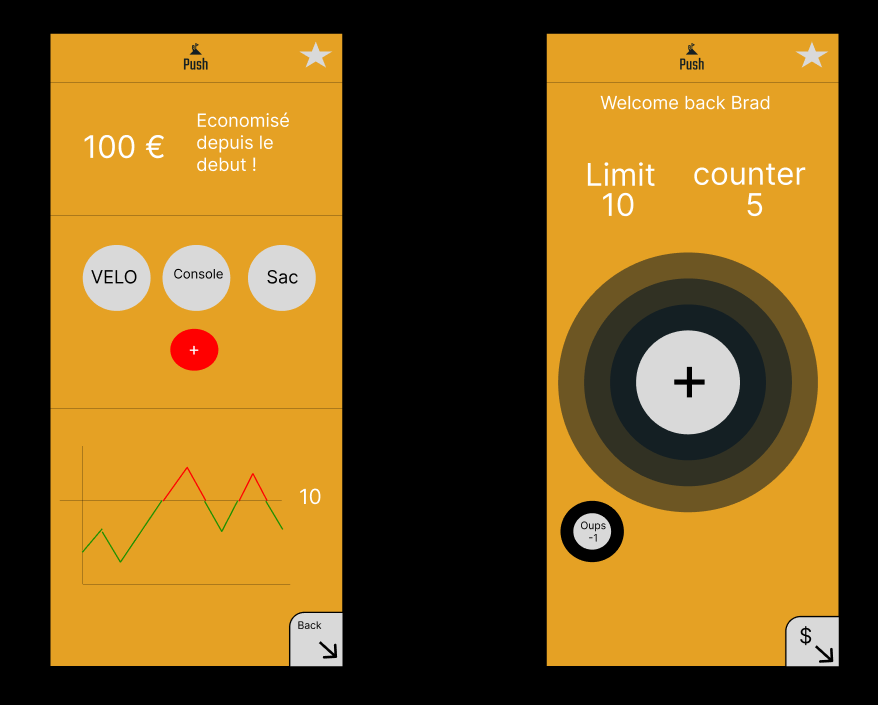 Push
100 €
Economisé
depuis le
debut !
VELO
Console
Sac
+
10
Back
Push
Welcome back Brad
Limit
10
counter
5
+
Oups
-1
$